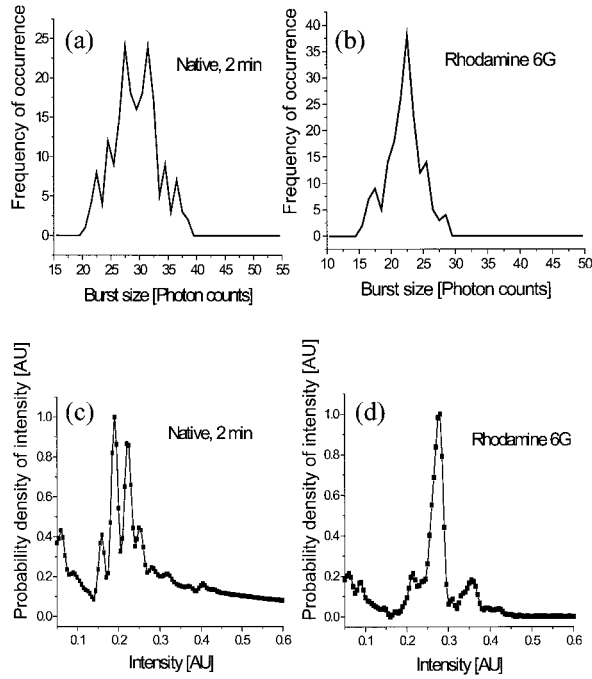 (a)
Native, 2 min
Frequency of occurrence
25
20
15
10
5
0
15 20 25 30 35 40 45 50 55
Burst size [Photon counts]
(b)
Rhodamine 6G
Frequency of occurrence
40
35
30
25
20
15
10
5
0
10 15 20 25 30 35 40 45 50
Burst size [Photon counts]
(c)
Native, 2 min
Probability density of intensity [AU]
1.0
0.8
0.6
0.4
0.2
0.0
0.1 0.2 0.3 0.4 0.5 0.6
Intensity [AU]
(d)
Rhodamine 6G
Probability density of intensity [AU]
1.0
0.8
0.6
0.4
0.2
0.0
0.1 0.2 0.3 0.4 0.5 0.6
Intensity [AU]